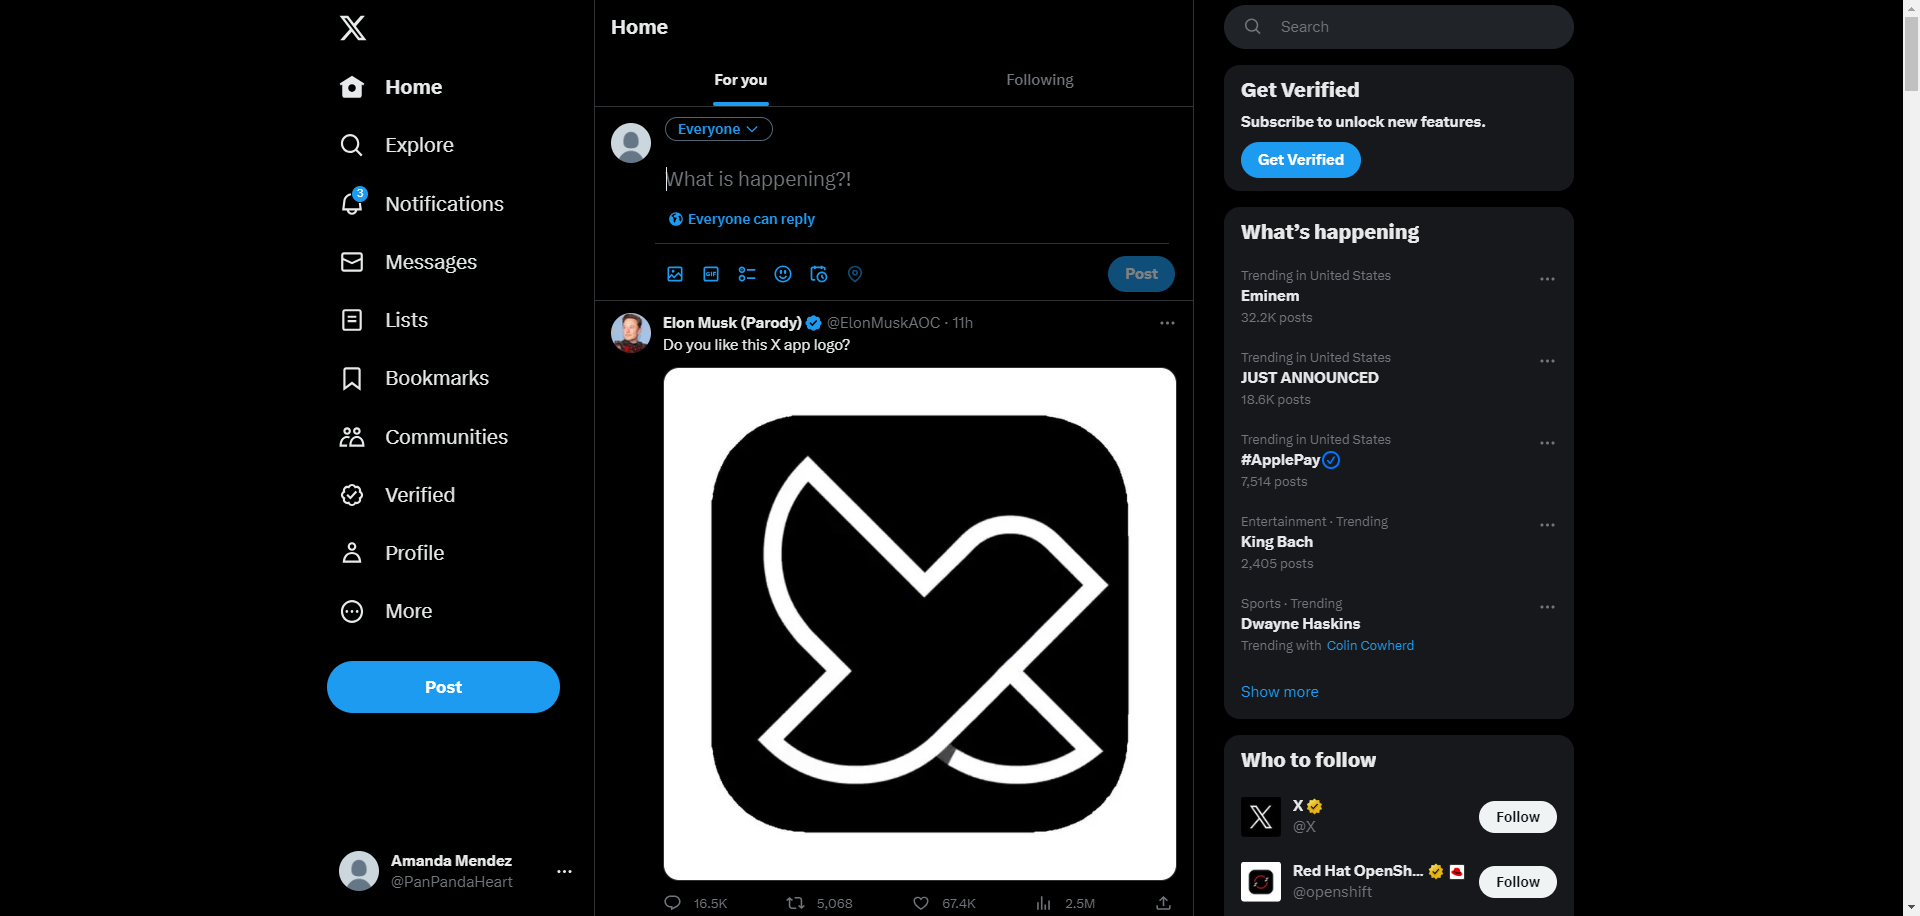 Home
Explore
3
Notifications
Messages
Lists
Bookmarks
Communities
Verified
Profile
More
Post
Amanda Mendez
@PanPandaHeart
Home
For you
Following
Everyone
What is happening?!
Everyone can reply
GIF
Post
Elon Musk (Parody) @ElonMuskAOC · 11h
Do you like this X app logo?
16.5K
5,068
67.4K
2.5M
Search
Get Verified
Subscribe to unlock new features.
Get Verified
What's happening
Trending in United States
Eminem
32.2K posts
Trending in United States
JUST ANNOUNCED
18.6K posts
Trending in United States
#ApplePay
7,514 posts
Entertainment · Trending
King Bach
2,405 posts
Sports · Trending
Dwayne Haskins
Trending with Colin Cowherd
Show more
Who to follow
X
@X
Follow
Red Hat OpenSh...
@openshift
Follow